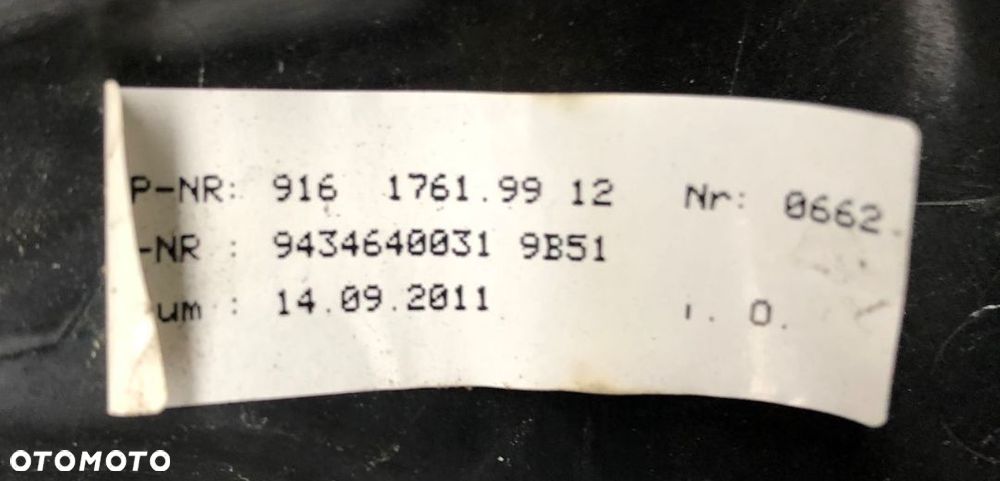 P-NR: 916 1761.99 12 Nr: 0662
-NR : 9434640031 9B51
um : 14.09.2011 i. O.
OTOMOTO